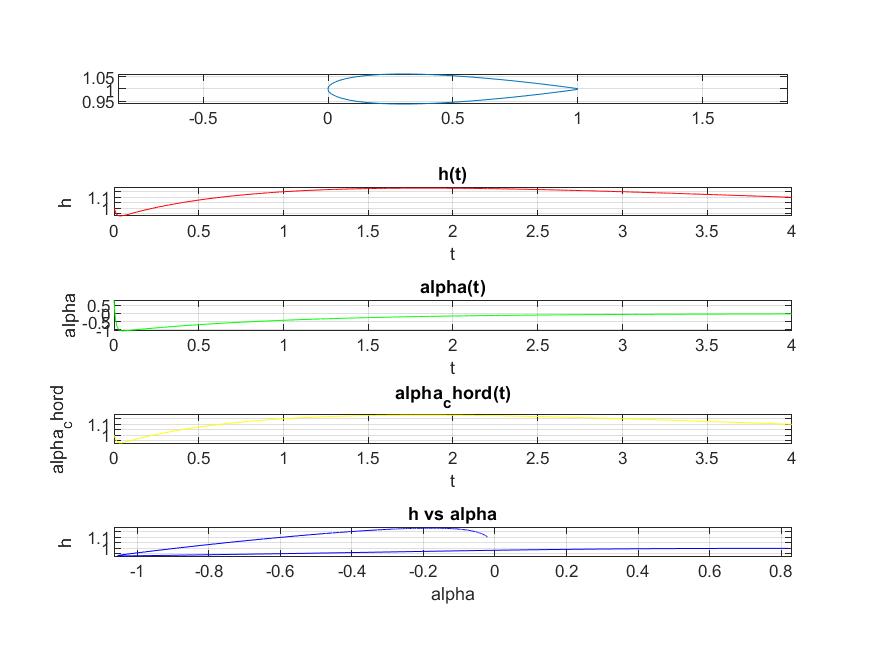 1.05
1
0.95
-0.5 0 0.5 1 1.5
h(t)
h
1.1
1
0 0.5 1 1.5 2 2.5 3 3.5 4
t
alpha(t)
alpha
0.5
0
-0.5
-1
0 0.5 1 1.5 2 2.5 3 3.5 4
t
alpha_chord(t)
alpha_chord
1.1
1
0 0.5 1 1.5 2 2.5 3 3.5 4
t
h vs alpha
h
1.1
1
-1 -0.8 -0.6 -0.4 -0.2 0 0.2 0.4 0.6 0.8
alpha